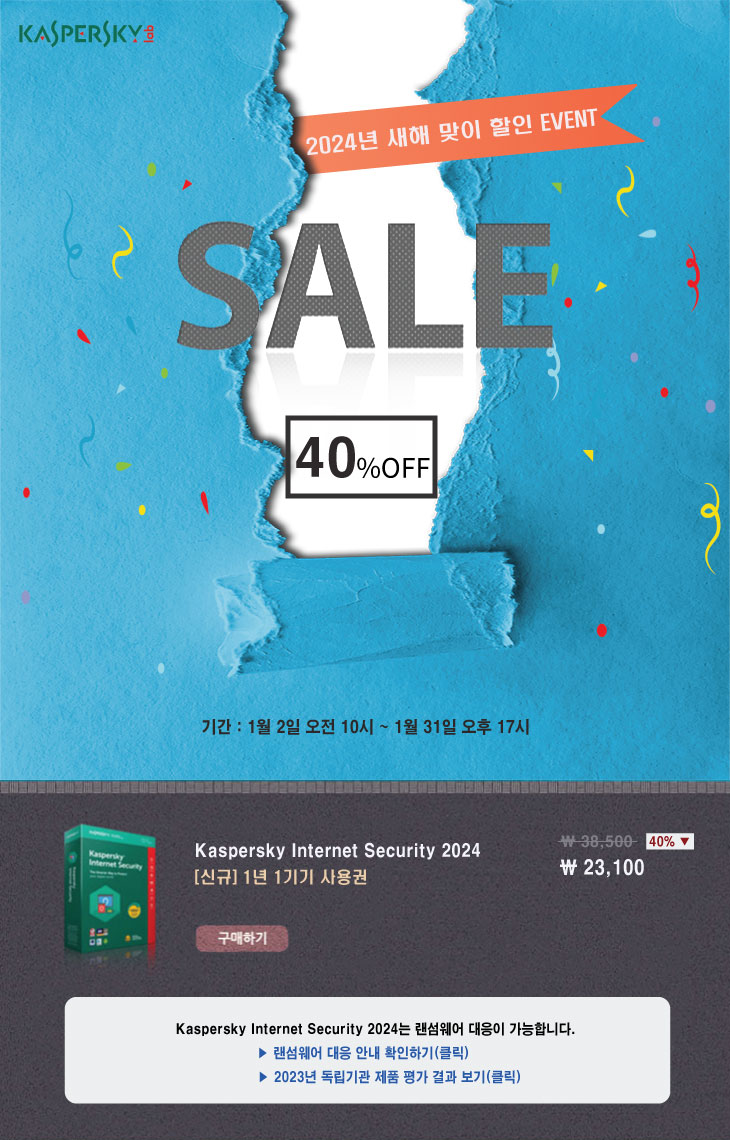 KASPERSKY lab
2024년 새해 맞이 할인 EVENT
SALE
40%OFF
기간 : 1월 2일 오전 10시 ~ 1월 31일 오후 17시
Kaspersky
Internet Security
Kaspersky Internet Security 2024
[신규] 1년 1기기 사용권
₩ 38,500 40% ▼
₩ 23,100
구매하기
Kaspersky Internet Security 2024는 랜섬웨어 대응이 가능합니다.
▶ 랜섬웨어 대응 안내 확인하기(클릭)
▶ 2023년 독립기관 제품 평가 결과 보기(클릭)